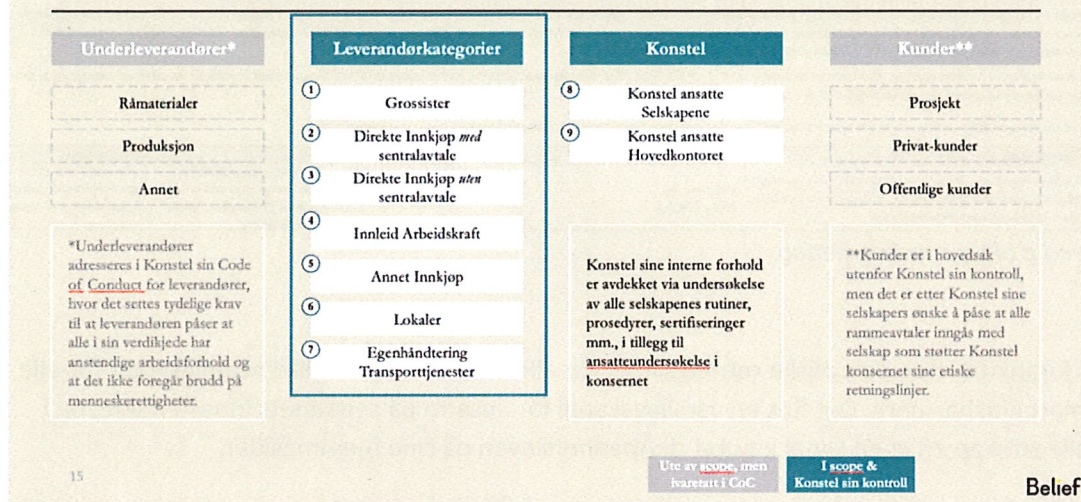 Underleverandører*
Råmaterialer
Produksjon
Annet
*Underleverandører
adresseres i Konstel sin Code
of Conduct for leverandører,
hvor det settes tydelige krav
til at leverandøren påser at
alle i sin verdikjede har
anstendige arbeidsforhold og
at det ikke foregår brudd på
menneskerettigheter.
Leverandørkategorier
1 Grossister
2 Direkte Innkjøp med
sentralavtale
3 Direkte Innkjøp uten
sentralavtale
4 Innleid Arbeidskraft
5 Annet Innkjøp
6 Lokaler
7 Egenhåndtering
Transporttjenester
Konstel
8 Konstel ansatte
Selskapene
9 Konstel ansatte
Hovedkontoret
Konstel sine interne forhold
er avdekket via undersøkelse
av alle selskapenes rutiner,
prosedyrer, sertifiseringer
mm., i tillegg til
ansatteundersøkelse i
konsernet
Kunder**
Prosjekt
Privat-kunder
Offentlige kunder
**Kunder er i hovedsak
utenfor Konstel sin kontroll,
men det er etter Konstel sine
selskapers ønske å påse at alle
rammeavtaler inngås med
selskap som støtter Konstel
konsernet sine etiske
retningslinjer.
15
Ute av scope, men
ivaretatt i CoC
I scope &
Konstel sin kontroll
Belief